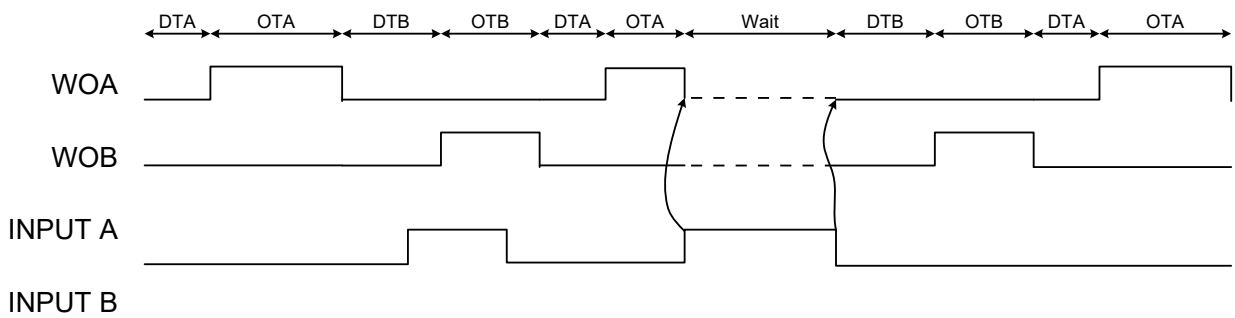 DTA OTA DTB OTB DTA OTA Wait DTB OTB DTA OTA
WOA
WOB
INPUT A
INPUT B